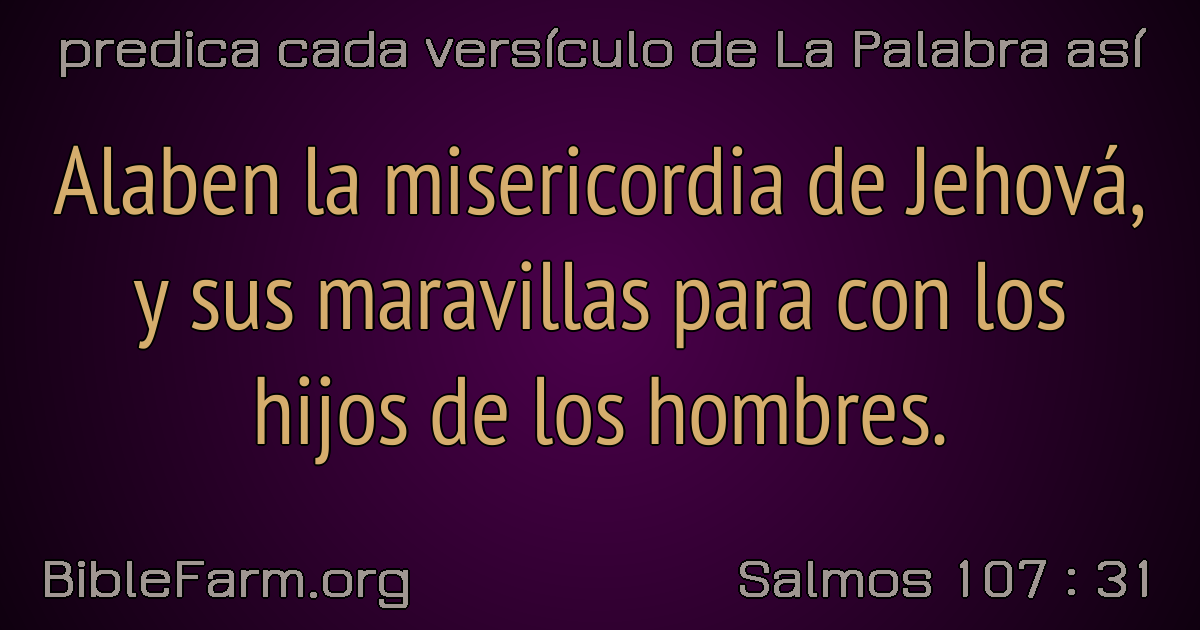 predica cada versículo de La Palabra así
Alaben la misericordia de Jehová,
y sus maravillas para con los
hijos de los hombres.
BibleFarm.org
Salmos 107 : 31